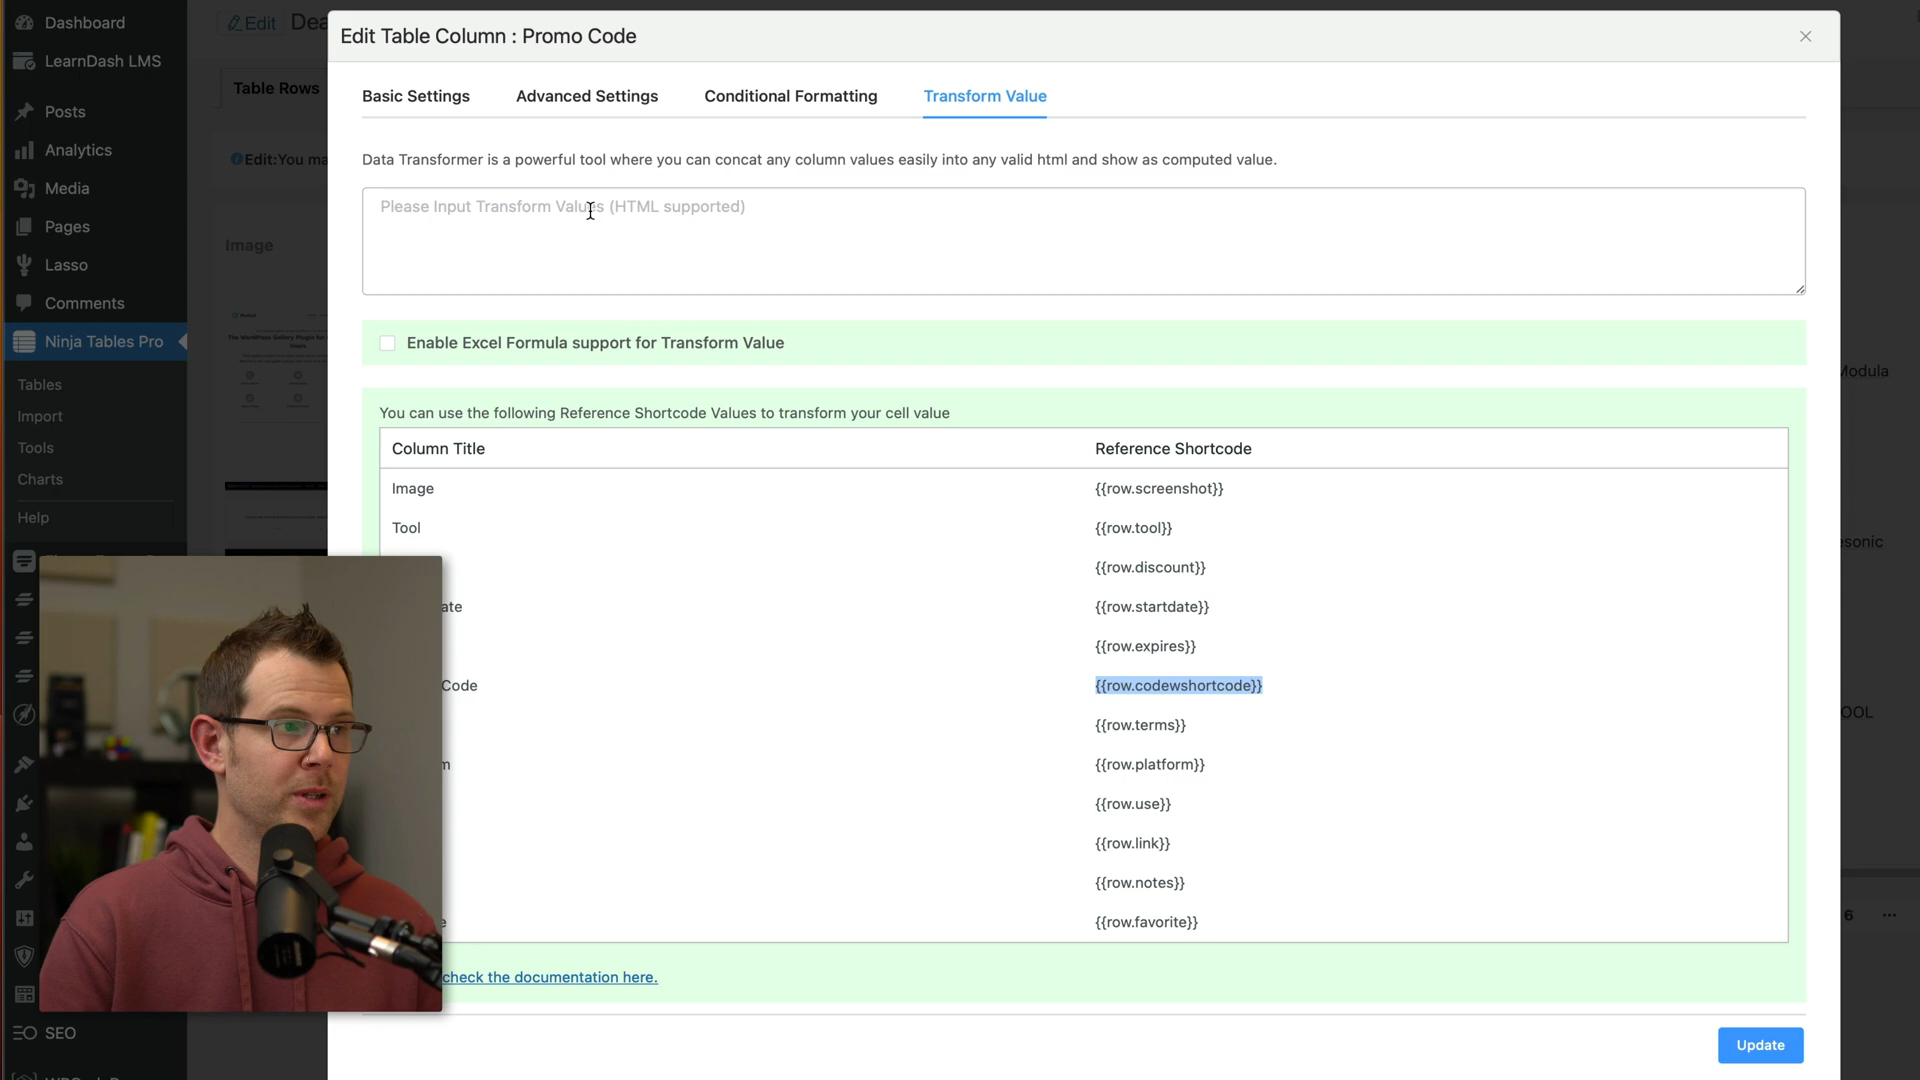 Dashboard
LearnDash LMS
Posts
Analytics
Media
Pages
Lasso
Comments
Ninja Tables Pro
Tables
Import
Tools
Charts
Help
SEO
Edit
Table Rows
Edit:You
Image
Edit Table Column : Promo Code
Basic Settings
Advanced Settings
Conditional Formatting
Transform Value
Data Transformer is a powerful tool where you can concat any column values easily into any valid html and show as computed value.
Please Input Transform Values (HTML supported)
Enable Excel Formula support for Transform Value
You can use the following Reference Shortcode Values to transform your cell value
Column Title Reference Shortcode
Image {{row.screenshot}}
Tool {{row.tool}}
{{row.discount}}
ate {{row.startdate}}
{{row.expires}}
Code {{row.codewshortcode}}
{{row.terms}}
m {{row.platform}}
{{row.use}}
{{row.link}}
{{row.notes}}
e {{row.favorite}}
check the documentation here.
Update
Modula
esonic
OOL
6